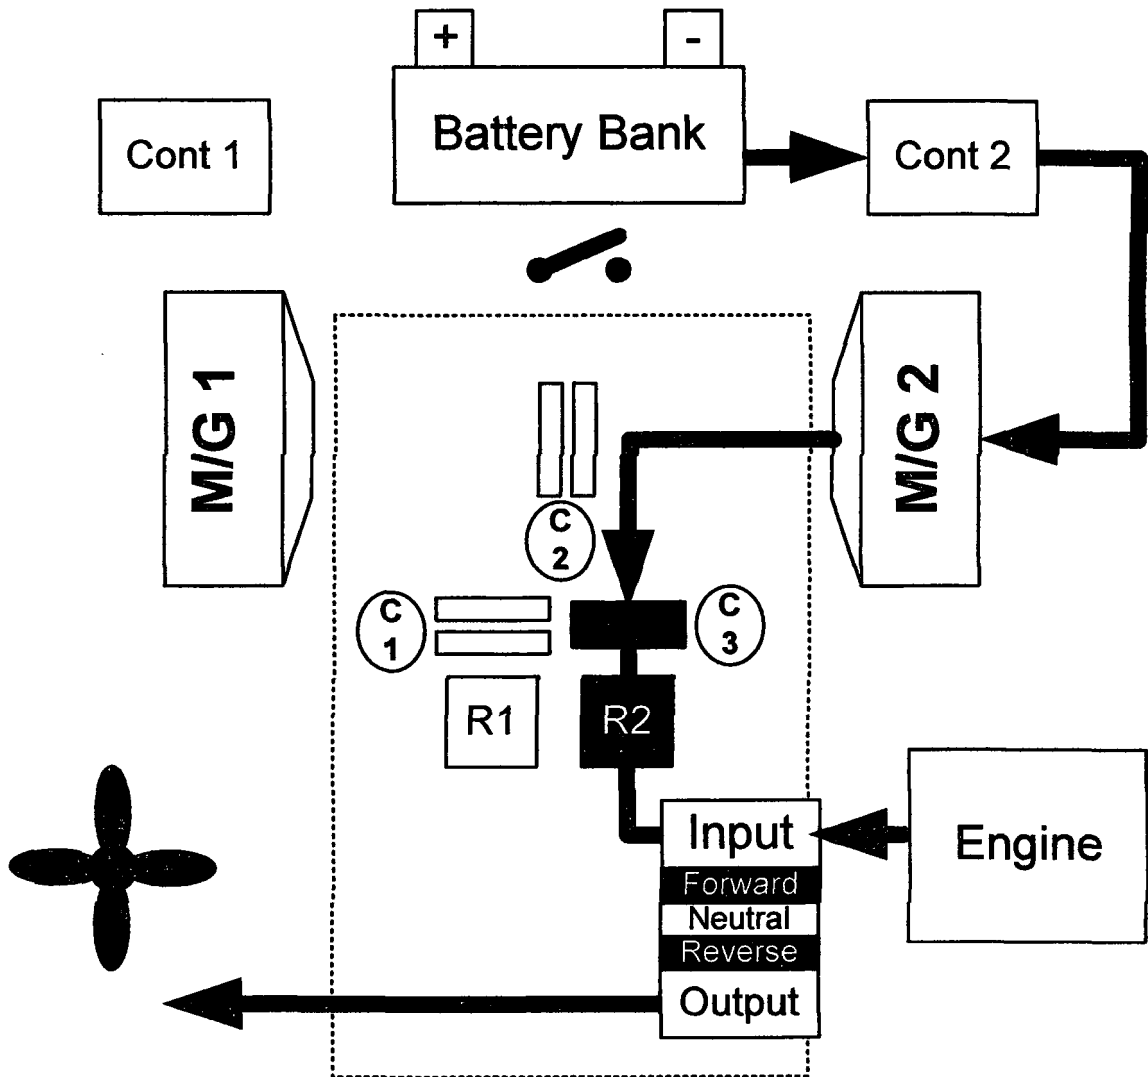 +
-
Battery Bank
Cont 1
Cont 2
M/G 1
M/G 2
C
2
C
1
C
3
R1
R2
Input
Forward
Neutral
Reverse
Output
Engine